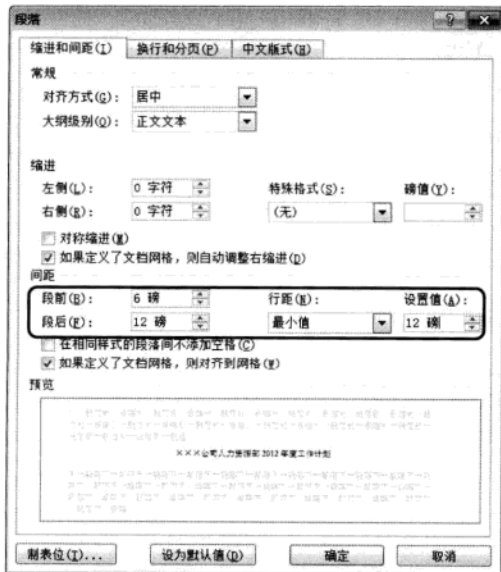 段落
缩进和间距(I) 换行和分页(P) 中文版式(H)
常规
对齐方式(G): 居中
大纲级别(O): 正文文本
缩进
左侧(L): 0 字符 特殊格式(S): 磅值(Y):
右侧(R): 0 字符 (无)
对称缩进(M)
如果定义了文档网格，则自动调整右缩进(D)
间距
段前(B): 6 磅 行距(N): 设置值(A):
段后(F): 12 磅 最小值 12 磅
在相同样式的段落间不添加空格(C)
如果定义了文档网格，则对齐到网格(W)
预览
×××公司人力资源部 2012 年度工作计划
制表位(T)... 设为默认值(D) 确定 取消